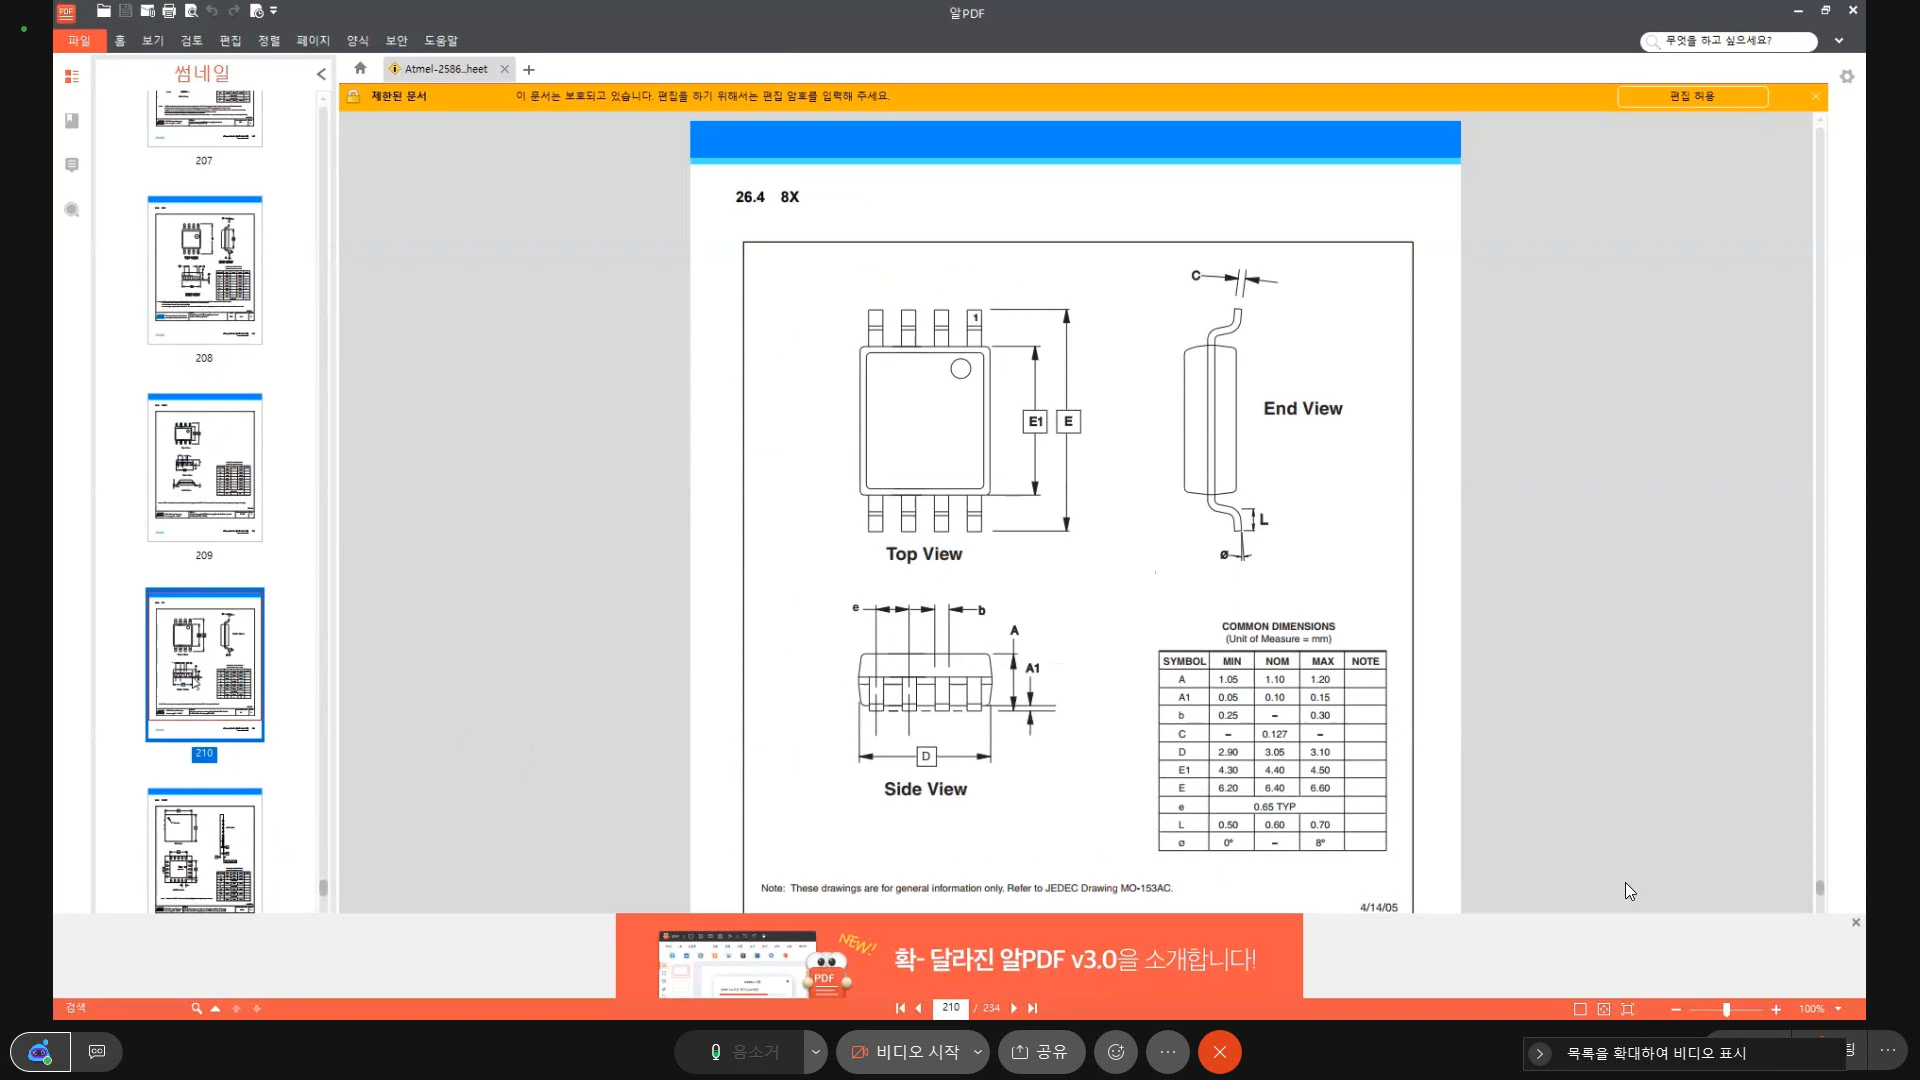 알PDF
파일 홈 보기 검토 편집 정렬 페이지 양식 보안 도움말
무엇을 하고 싶으세요?
썸네일
Atmel-2586_heet
제한된 문서 이 문서는 보호되고 있습니다. 편집을 하기 위해서는 편집 암호를 입력해 주세요. 편집 허용
207
208
209
210
26.4 8X
C
1
E1 E
End View
L
ø
Top View
e b
A
A1
D
Side View
COMMON DIMENSIONS
(Unit of Measure = mm)
SYMBOL MIN NOM MAX NOTE
A 1.05 1.10 1.20
A1 0.05 0.10 0.15
b 0.25 – 0.30
C – 0.127 –
D 2.90 3.05 3.10
E1 4.30 4.40 4.50
E 6.20 6.40 6.60
e 0.65 TYP
L 0.50 0.60 0.70
ø 0° – 8°
Note: These drawings are for general information only. Refer to JEDEC Drawing MO-153AC.
4/14/05
NEW!
PDF
확- 달라진 알PDF v3.0을 소개합니다!
검색
210 / 234
100%
음소거
비디오 시작
공유
목록을 확대하여 비디오 표시